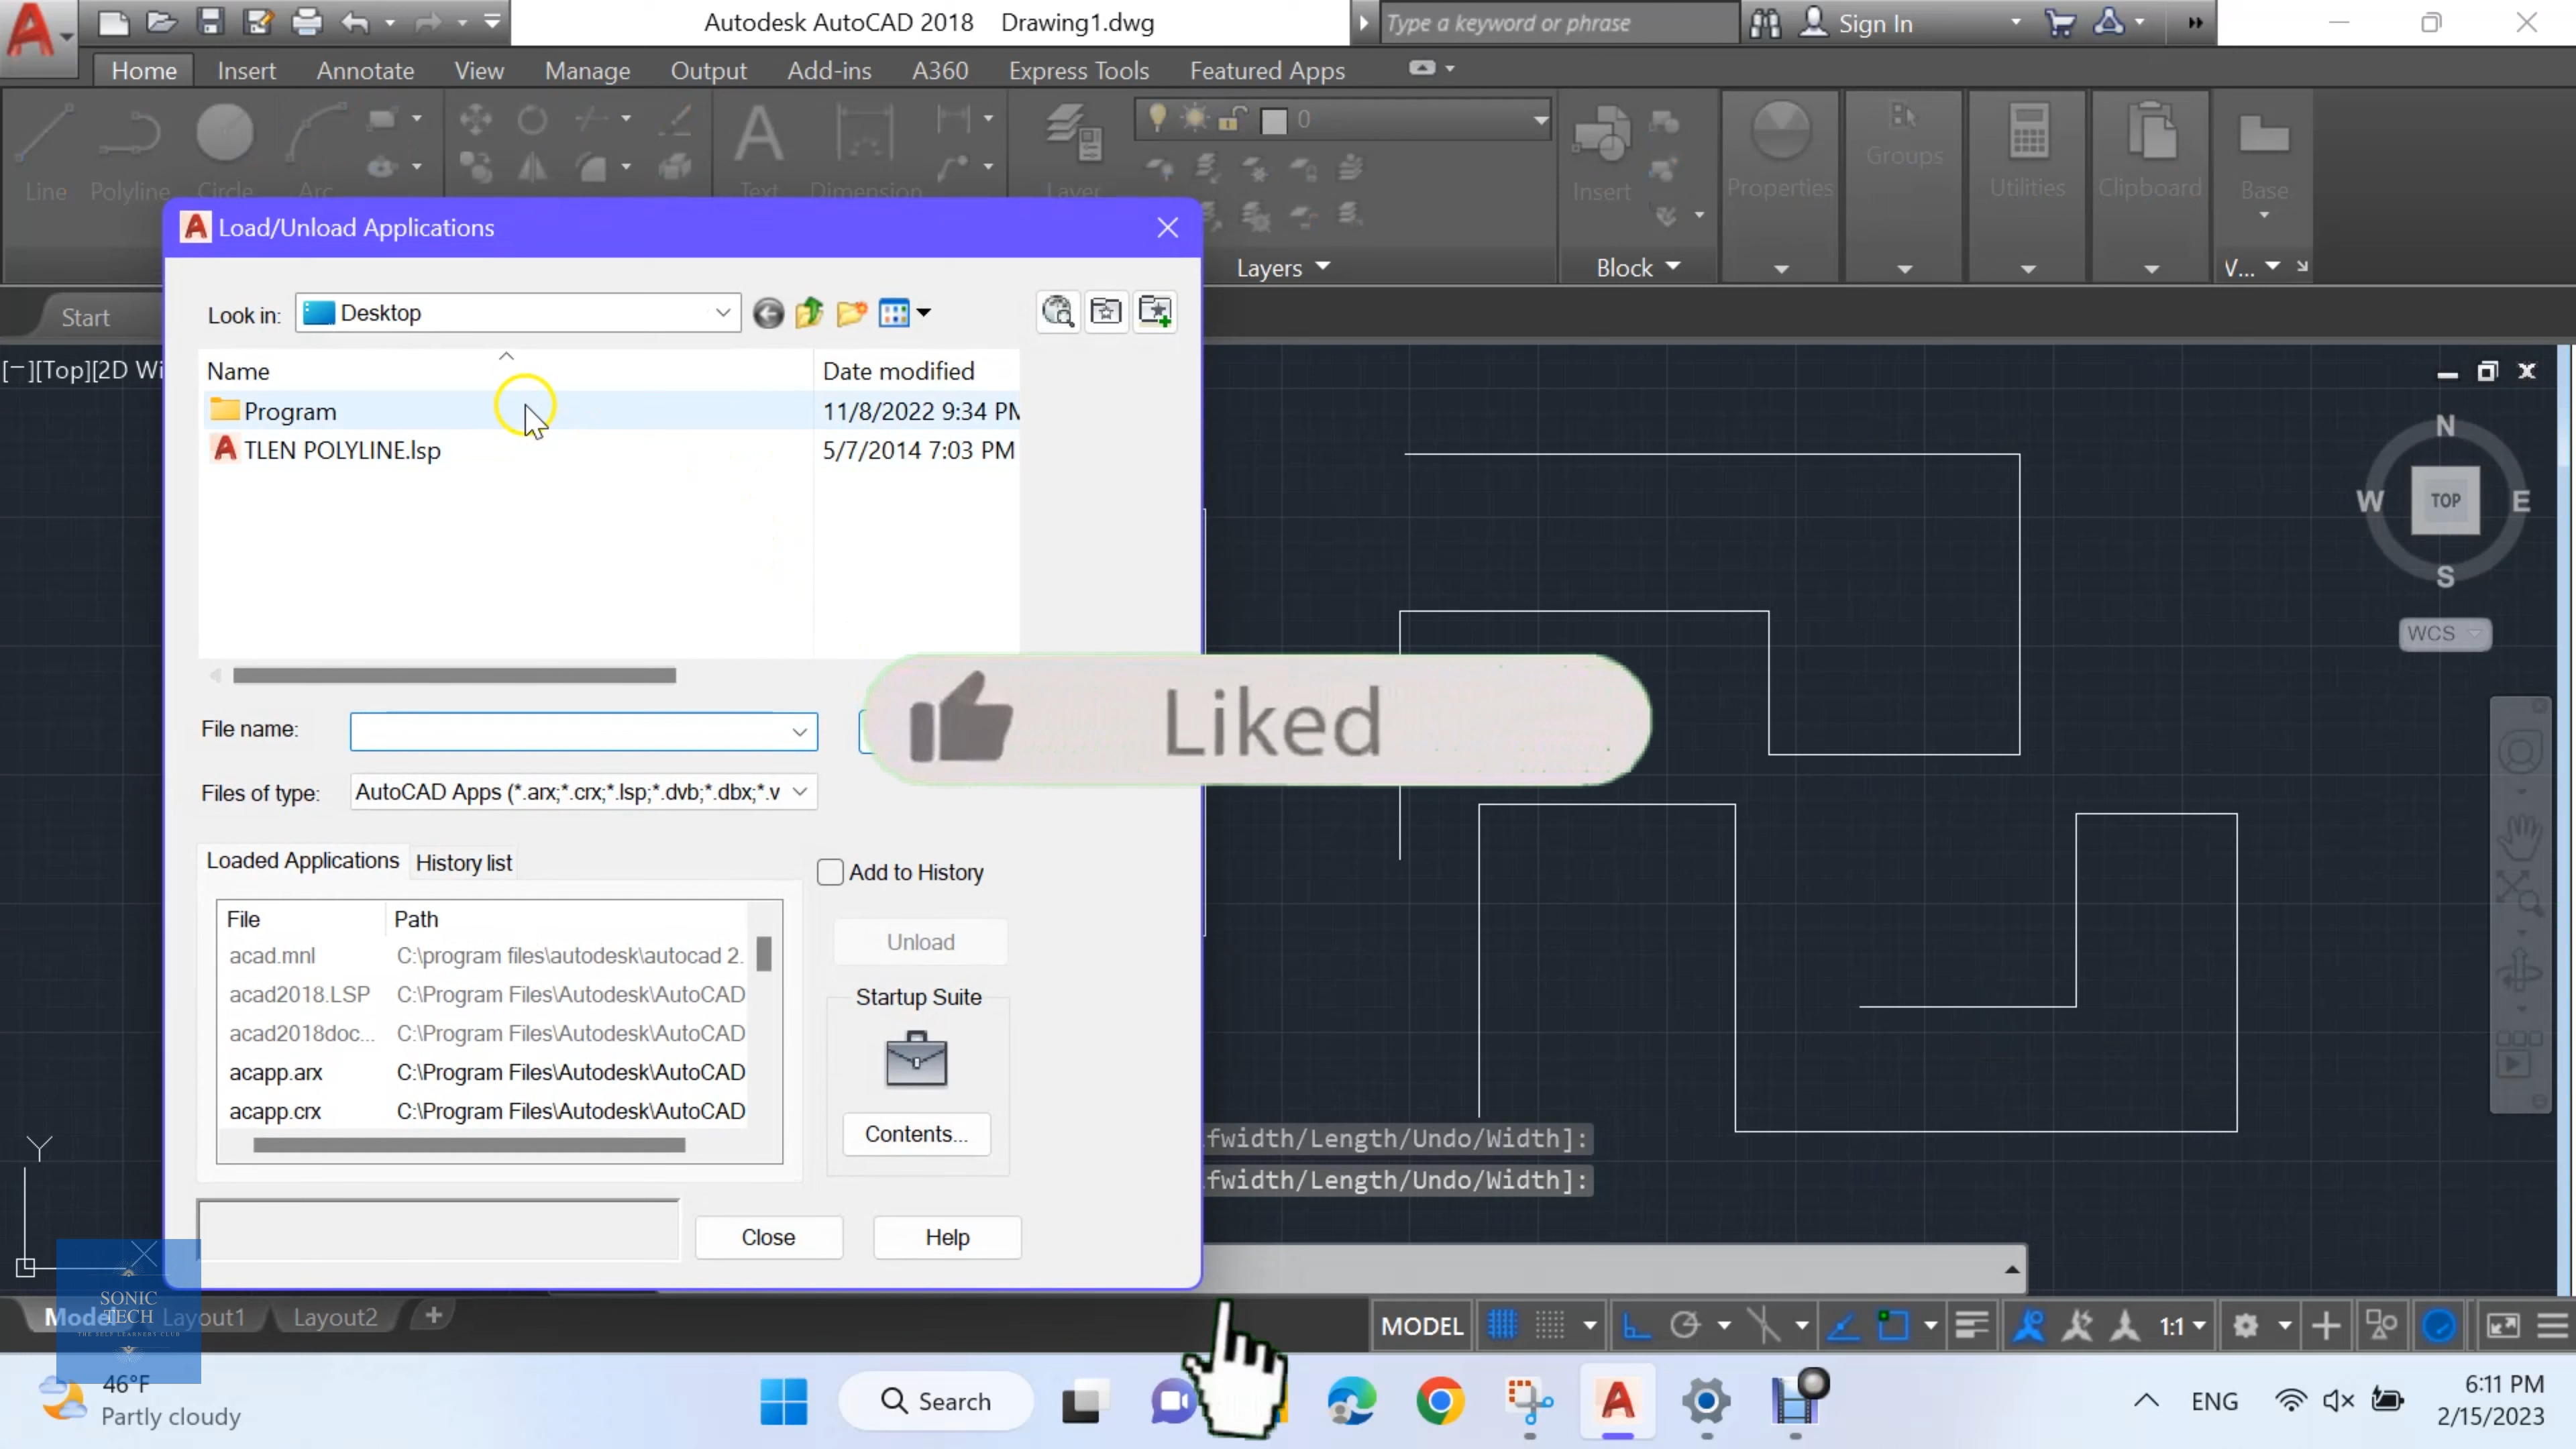 Autodesk AutoCAD 2018 Drawing1.dwg
Type a keyword or phrase
Sign In
Home Insert Annotate View Manage Output Add-ins A360 Express Tools Featured Apps
0
Line Polyline Circle Arc Text Dimension Layer Insert Properties Groups Utilities Clipboard Base
Layers Block V...
Start
[−][Top][2D Wi
Load/Unload Applications
Look in: Desktop
Name Date modified
Program 11/8/2022 9:34 PM
TLEN POLYLINE.lsp 5/7/2014 7:03 PM
File name:
Files of type: AutoCAD Apps (*.arx;*.crx;*.lsp;*.dvb;*.dbx;*.v
Liked
Loaded Applications History list
Add to History
File Path
acad.mnl C:\program files\autodesk\autocad 2.
acad2018.LSP C:\Program Files\Autodesk\AutoCAD
acad2018doc... C:\Program Files\Autodesk\AutoCAD
acapp.arx C:\Program Files\Autodesk\AutoCAD
acapp.crx C:\Program Files\Autodesk\AutoCAD
Unload
Startup Suite
Contents...
Close Help
N
W TOP E
S
WCS
fwidth/Length/Undo/Width]:
fwidth/Length/Undo/Width]:
Y
SONIC
TECH
THE SELF LEARNERS CLUB
Model Layout1 Layout2 +
MODEL 1:1
46°F
Partly cloudy
Search
ENG
6:11 PM
2/15/2023